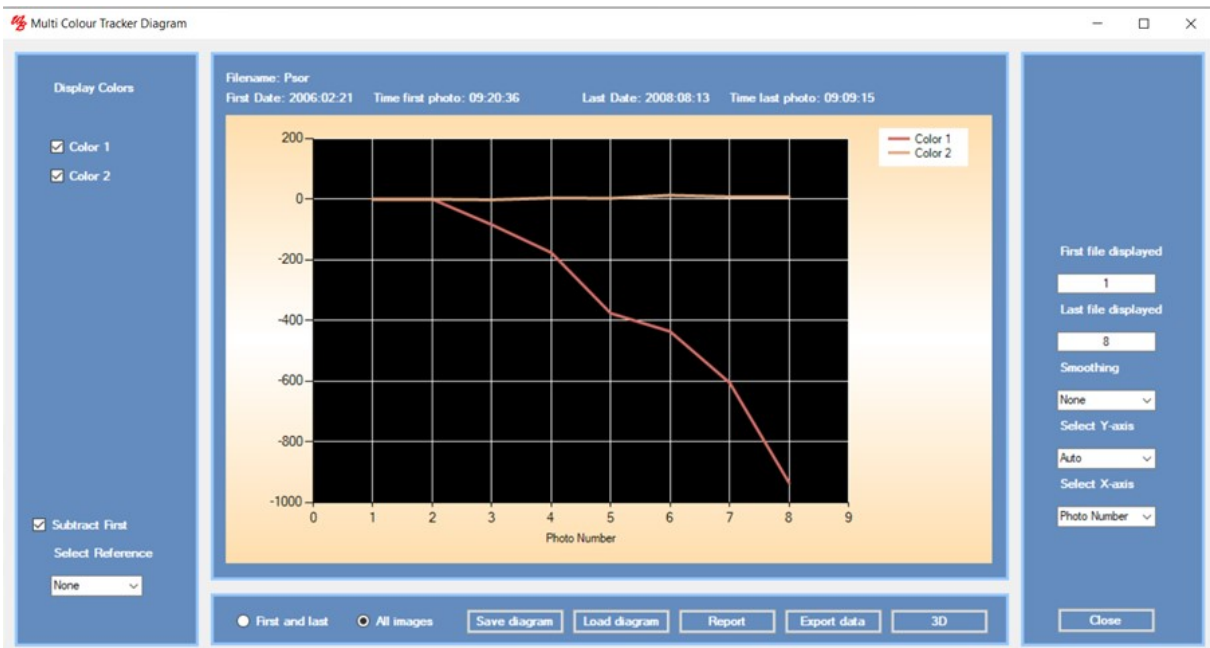 Multi Colour Tracker Diagram
Display Colors
Color 1
Color 2
Subtract First
Select Reference
None
Filename: Psor
First Date: 2006:02:21 Time first photo: 09:20:36 Last Date: 2008:08:13 Time last photo: 09:09:15
Color 1
Color 2
200
0
-200
-400
-600
-800
-1000
0 1 2 3 4 5 6 7 8 9
Photo Number
First and last All images Save diagram Load diagram Report Export data 3D
First file displayed
1
Last file displayed
8
Smoothing
None
Select Y-axis
Auto
Select X-axis
Photo Number
Close